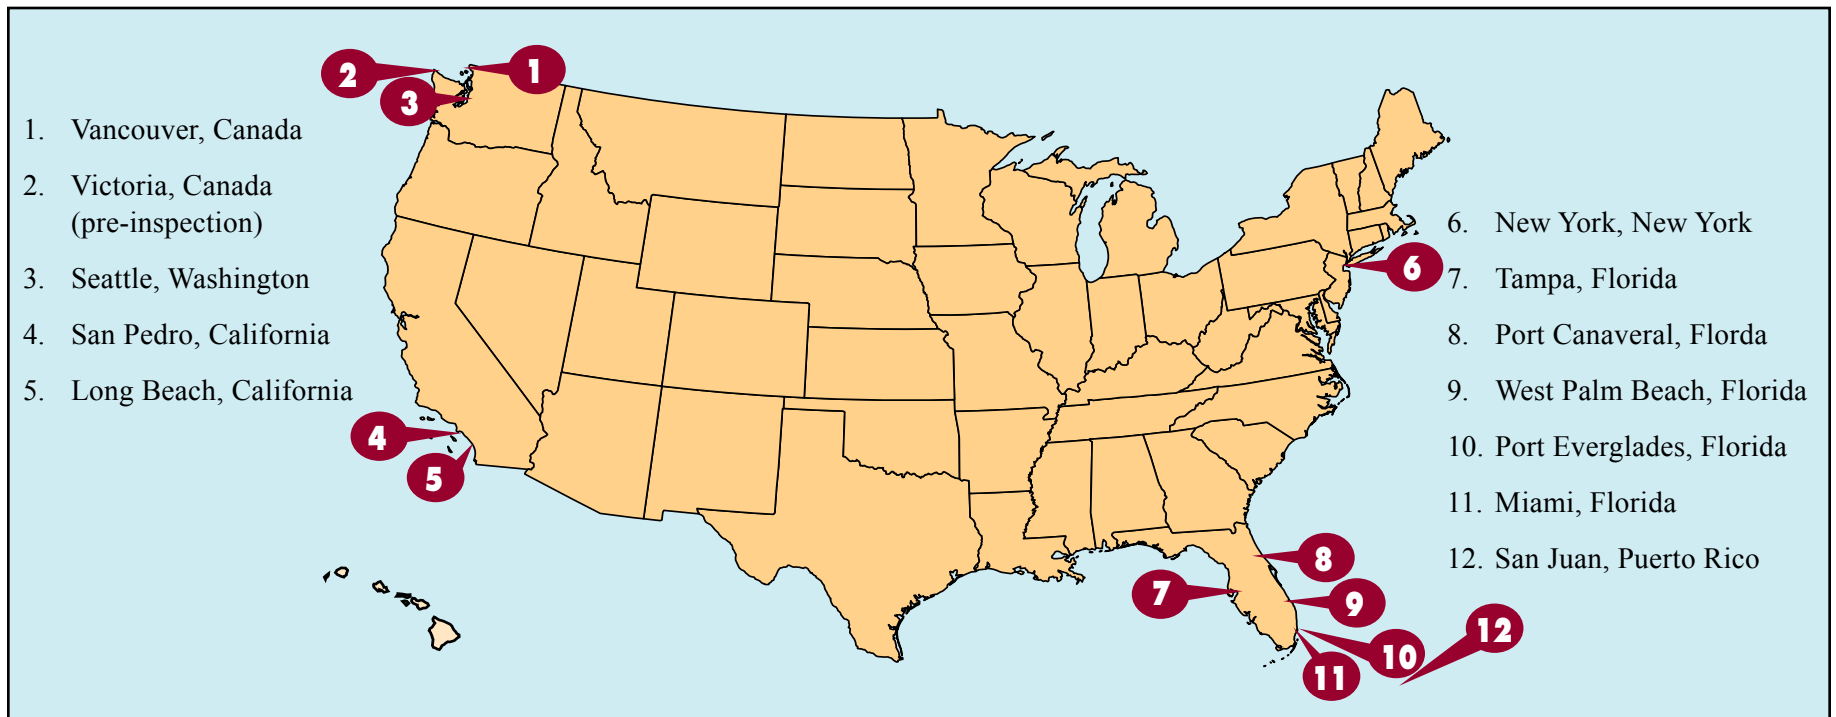 1. Vancouver, Canada
2. Victoria, Canada
(pre-inspection)
3. Seattle, Washington
4. San Pedro, California
5. Long Beach, California
6. New York, New York
7. Tampa, Florida
8. Port Canaveral, Florda
9. West Palm Beach, Florida
10. Port Everglades, Florida
11. Miami, Florida
12. San Juan, Puerto Rico
1
2
3
4
5
6
7
8
9
10
11
12